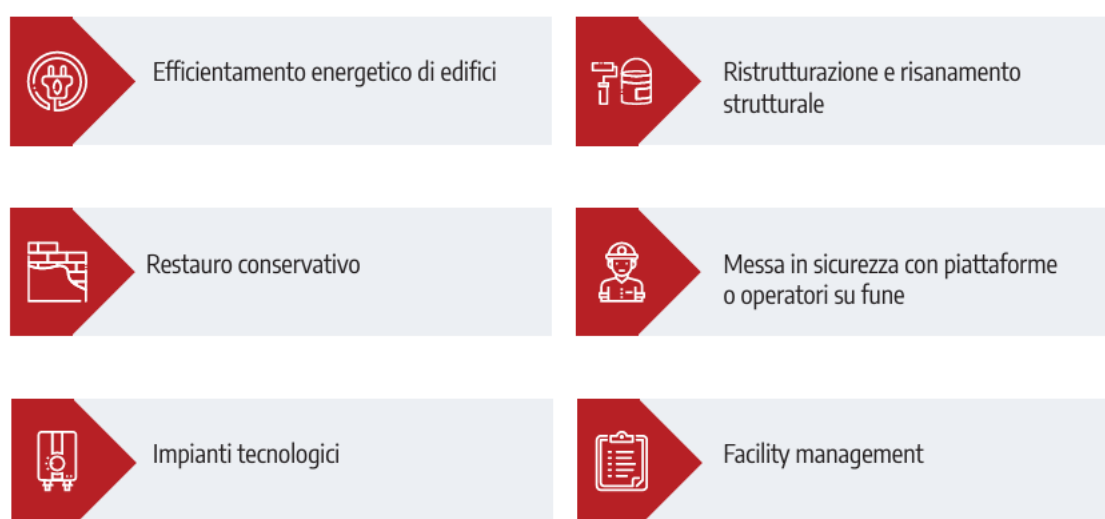 Efficientamento energetico di edifici
Ristrutturazione e risanamento
strutturale
Restauro conservativo
Messa in sicurezza con piattaforme
o operatori su fune
Impianti tecnologici
Facility management